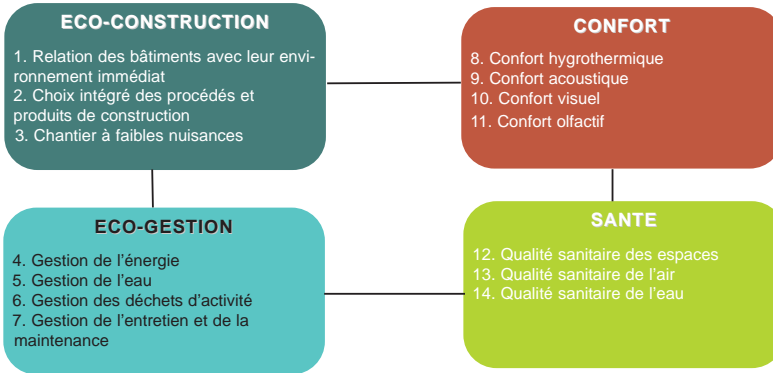 ECO-CONSTRUCTION
1. Relation des bâtiments avec leur envi-
ronnement immédiat
2. Choix intégré des procédés et
produits de construction
3. Chantier à faibles nuisances
CONFORT
8. Confort hygrothermique
9. Confort acoustique
10. Confort visuel
11. Confort olfactif
ECO-GESTION
4. Gestion de l’énergie
5. Gestion de l’eau
6. Gestion des déchets d’activité
7. Gestion de l’entretien et de la
maintenance
SANTE
12. Qualité sanitaire des espaces
13. Qualité sanitaire de l’air
14. Qualité sanitaire de l’eau